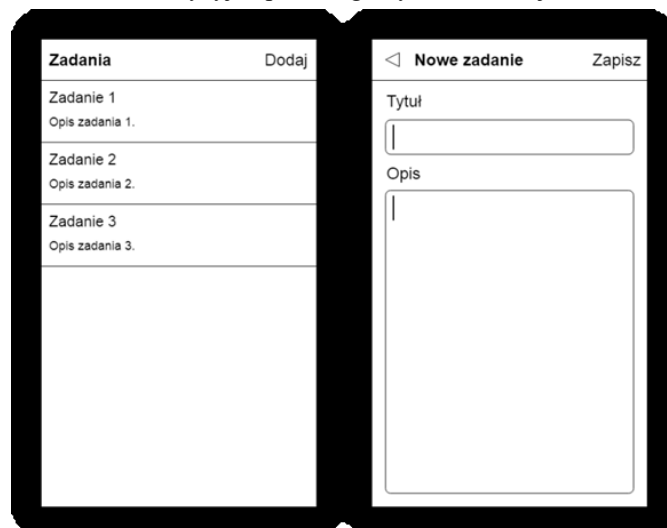 Zadania Dodaj
Zadanie 1
Opis zadania 1.
Zadanie 2
Opis zadania 2.
Zadanie 3
Opis zadania 3.
Nowe zadanie Zapisz
Tytuł
Opis